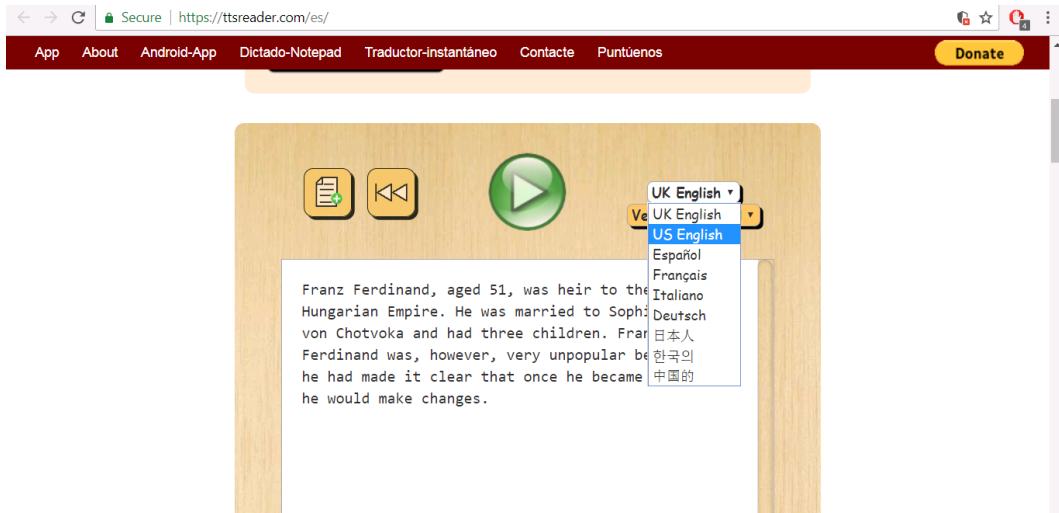 Secure | https://ttsreader.com/es/
4
App About Android-App Dictado-Notepad Traductor-instantáneo Contacte Puntúenos Donate
UK English
Ve
UK English
US English
Español
Français
Italiano
Deutsch
日本人
한국의
中国的
Franz Ferdinand, aged 51, was heir to the
Hungarian Empire. He was married to Sophi
von Chotvoka and had three children. Fran
Ferdinand was, however, very unpopular be
he had made it clear that once he became
he would make changes.